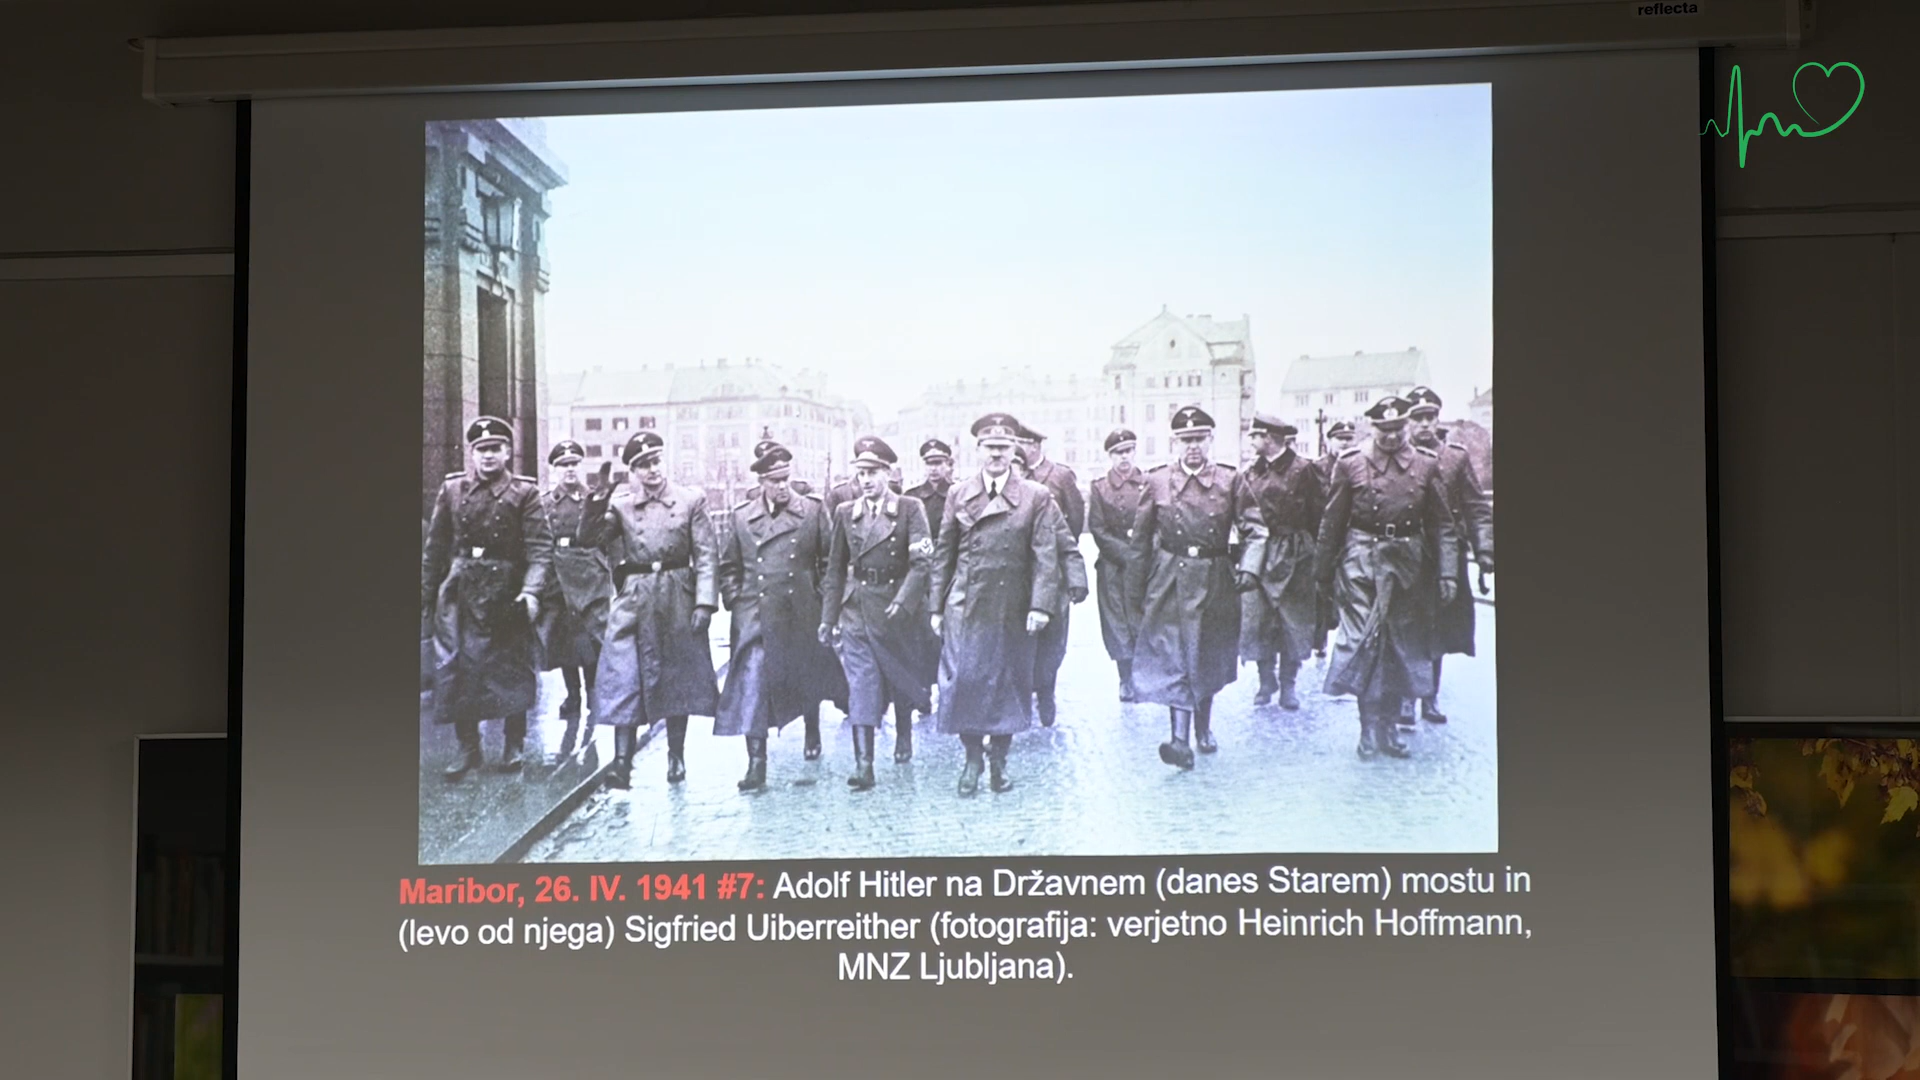 reflecta
Maribor, 26. IV. 1941 #7: Adolf Hitler na Državnem (danes Starem) mostu in
(levo od njega) Sigfried Uiberreither (fotografija: verjetno Heinrich Hoffmann,
MNZ Ljubljana).